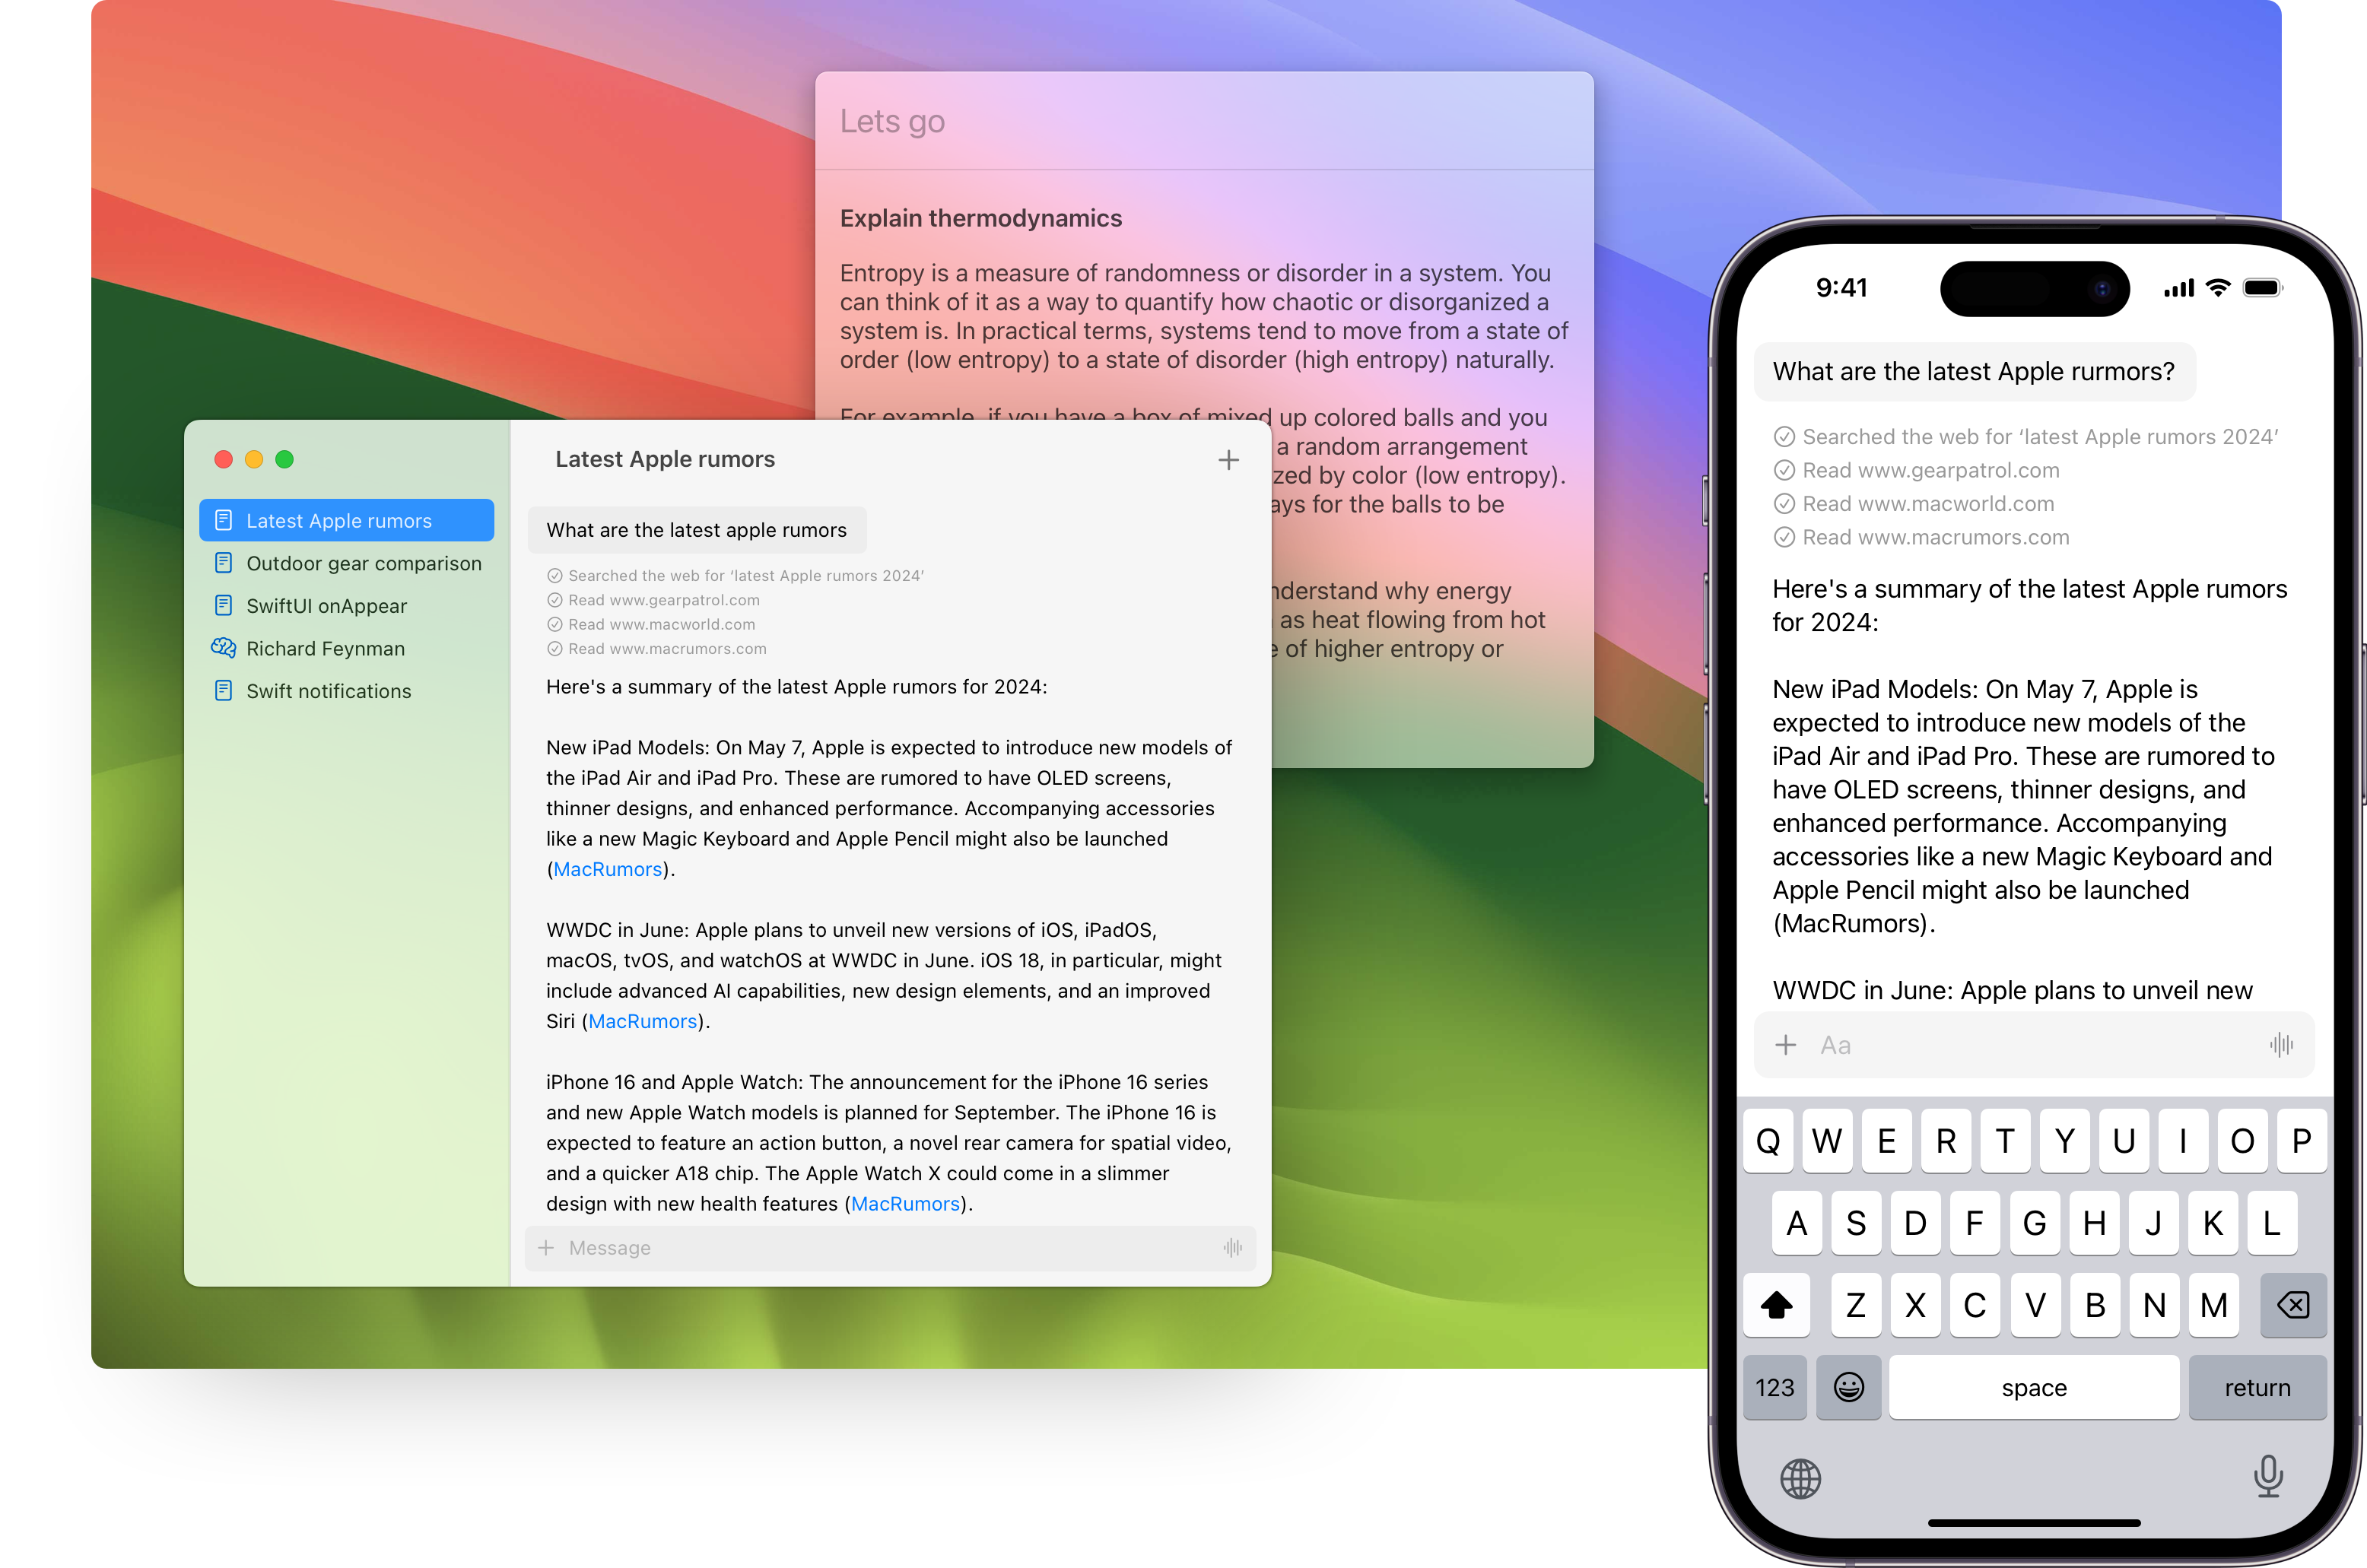 Lets go
Explain thermodynamics
Entropy is a measure of randomness or disorder in a system. You
can think of it as a way to quantify how chaotic or disorganized a
system is. In practical terms, systems tend to move from a state of
order (low entropy) to a state of disorder (high entropy) naturally.
For example, if you have a box of mixed up colored balls and you
a random arrangement
by color (low entropy).
for the balls to be
why energy
as heat flowing from hot
of higher entropy or
Latest Apple rumors
Outdoor gear comparison
SwiftUI onAppear
Richard Feynman
Swift notifications
Latest Apple rumors
What are the latest apple rumors
Searched the web for ‘latest Apple rumors 2024’
Read www.gearpatrol.com
Read www.macworld.com
Read www.macrumors.com
Here's a summary of the latest Apple rumors for 2024:
New iPad Models: On May 7, Apple is expected to introduce new models of
the iPad Air and iPad Pro. These are rumored to have OLED screens,
thinner designs, and enhanced performance. Accompanying accessories
like a new Magic Keyboard and Apple Pencil might also be launched
(MacRumors).
WWDC in June: Apple plans to unveil new versions of iOS, iPadOS,
macOS, tvOS, and watchOS at WWDC in June. iOS 18, in particular, might
include advanced AI capabilities, new design elements, and an improved
Siri (MacRumors).
iPhone 16 and Apple Watch: The announcement for the iPhone 16 series
and new Apple Watch models is planned for September. The iPhone 16 is
expected to feature an action button, a novel rear camera for spatial video,
and a quicker A18 chip. The Apple Watch X could come in a slimmer
design with new health features (MacRumors).
Message
9:41
What are the latest Apple rurmors?
Searched the web for ‘latest Apple rumors 2024’
Read www.gearpatrol.com
Read www.macworld.com
Read www.macrumors.com
Here's a summary of the latest Apple rumors
for 2024:
New iPad Models: On May 7, Apple is
expected to introduce new models of the
iPad Air and iPad Pro. These are rumored to
have OLED screens, thinner designs, and
enhanced performance. Accompanying
accessories like a new Magic Keyboard and
Apple Pencil might also be launched
(MacRumors).
WWDC in June: Apple plans to unveil new
Aa
Q W E R T Y U I O P
A S D F G H J K L
Z X C V B N M
123 space return